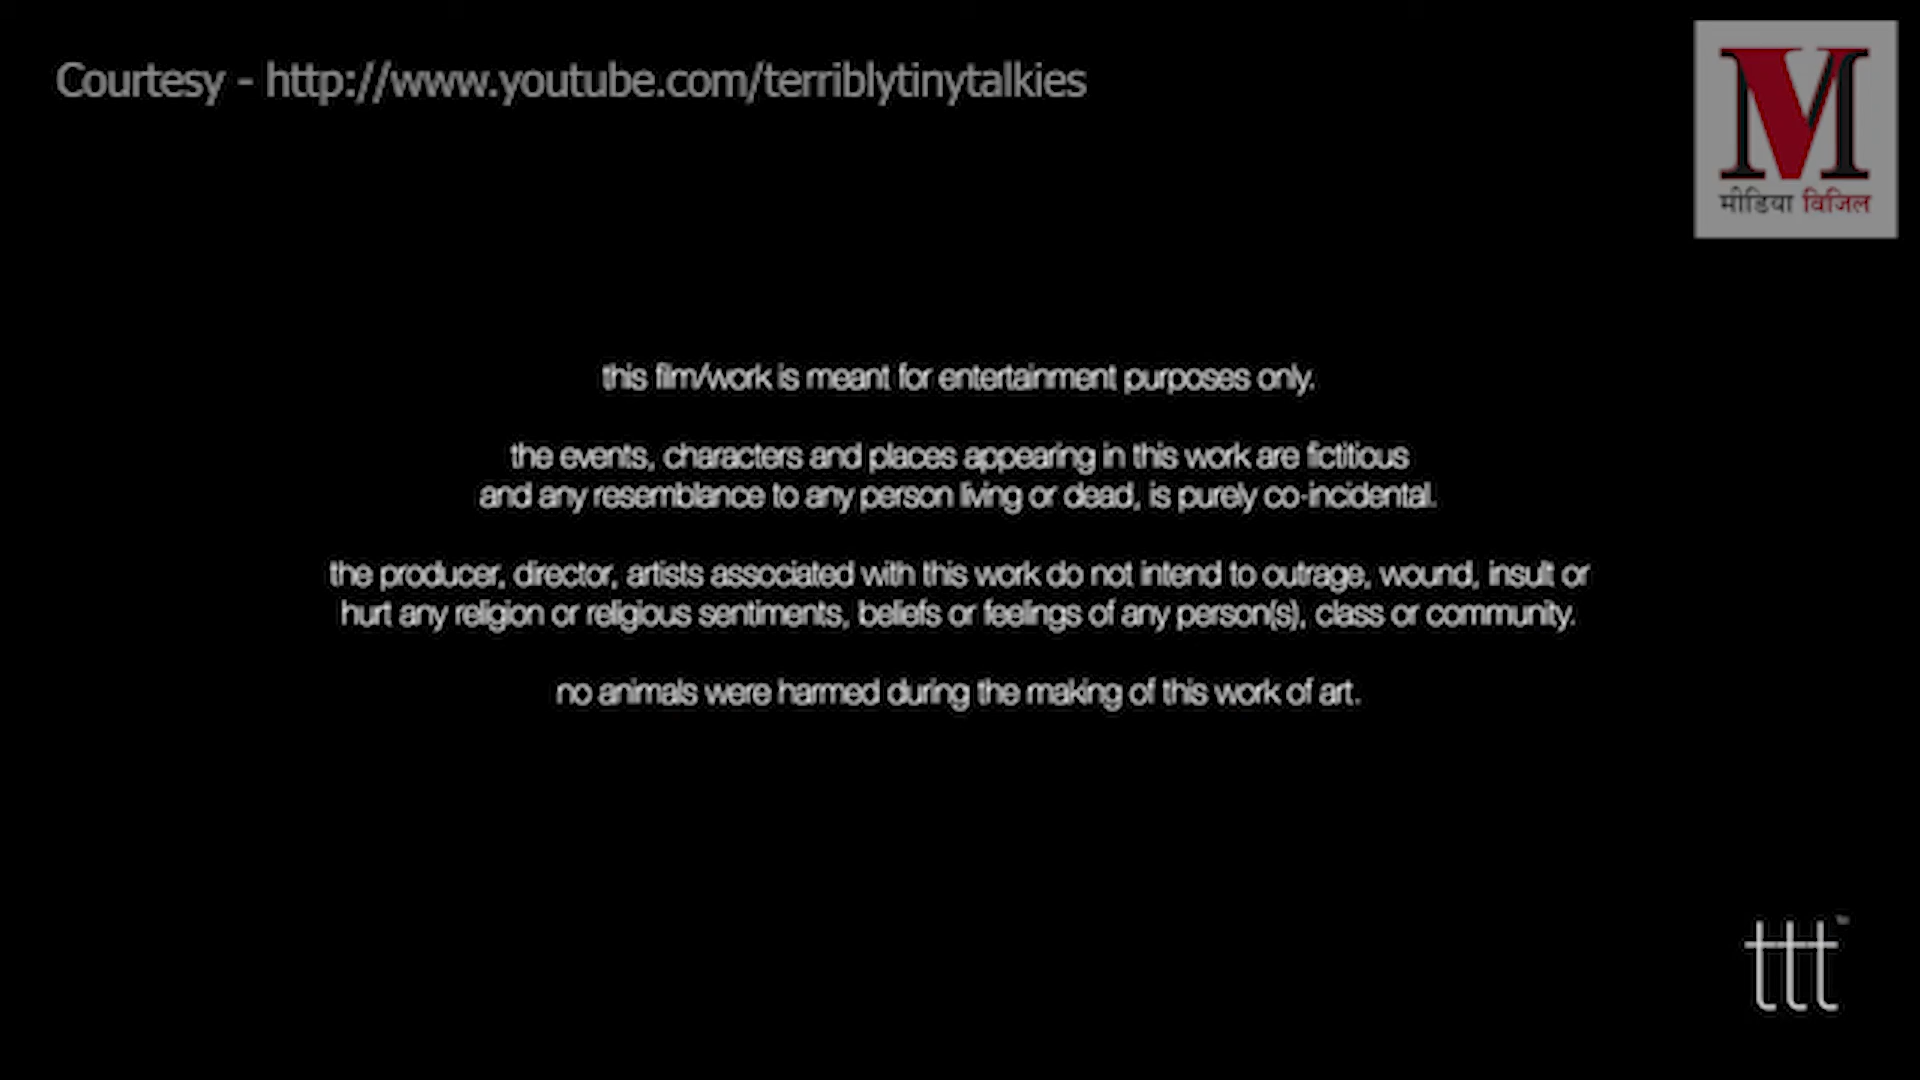 Courtesy - http://www.youtube.com/terriblytinytalkies
M
मीडिया विजिल
this film/work is meant for entertainment purposes only.
the events, characters and places appearing in this work are fictitious
and any resemblance to any person living or dead, is purely co-incidental.
the producer, director, artists associated with this work do not intend to outrage, wound, insult or
hurt any religion or religious sentiments, beliefs or feelings of any person(s), class or community.
no animals were harmed during the making of this work of art.
ttt